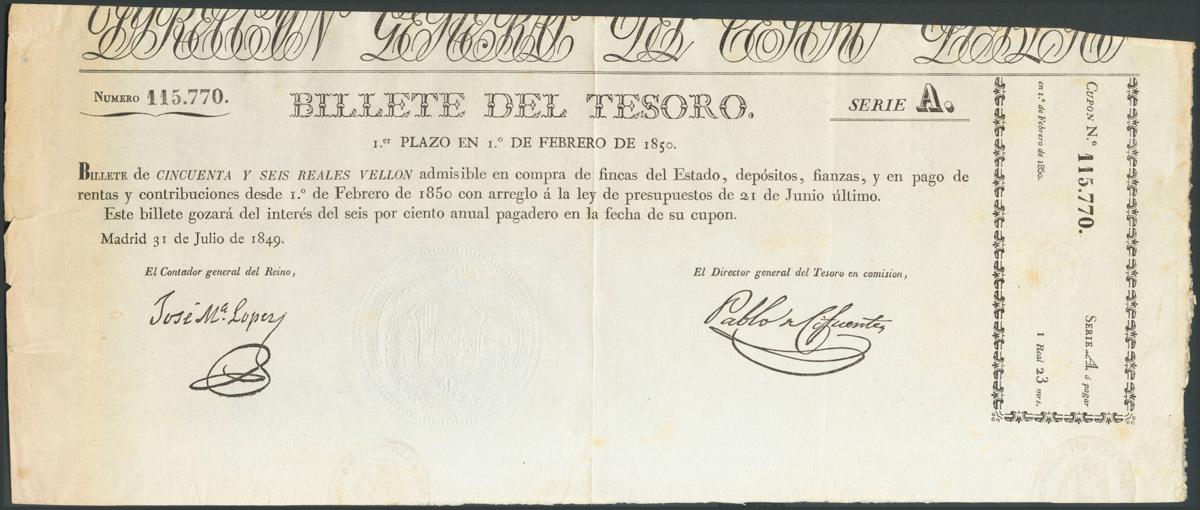 DIRECCION GENERAL DEL TESORO PUBLICO
NUMERO 115.770.
BILLETE DEL TESORO.
SERIE A.
1.er PLAZO EN 1.º DE FEBRERO DE 1850.
BILLETE de CINCUENTA Y SEIS REALES VELLON admisible en compra de fincas del Estado, depósitos, fianzas, y en pago de
rentas y contribuciones desde 1.º de Febrero de 1850 con arreglo á la ley de presupuestos de 21 de Junio último.
Este billete gozará del interés del seis por ciento anual pagadero en la fecha de su cupon.
Madrid 31 de Julio de 1849.
El Contador general del Reino,
José Mª Lopez
El Director general del Tesoro en comision,
Pablo de Cifuentes
CUPON N.º 115.770. SERIE A á pagar
en 1.º de Febrero de 1850. 1 Real 23 mrs.